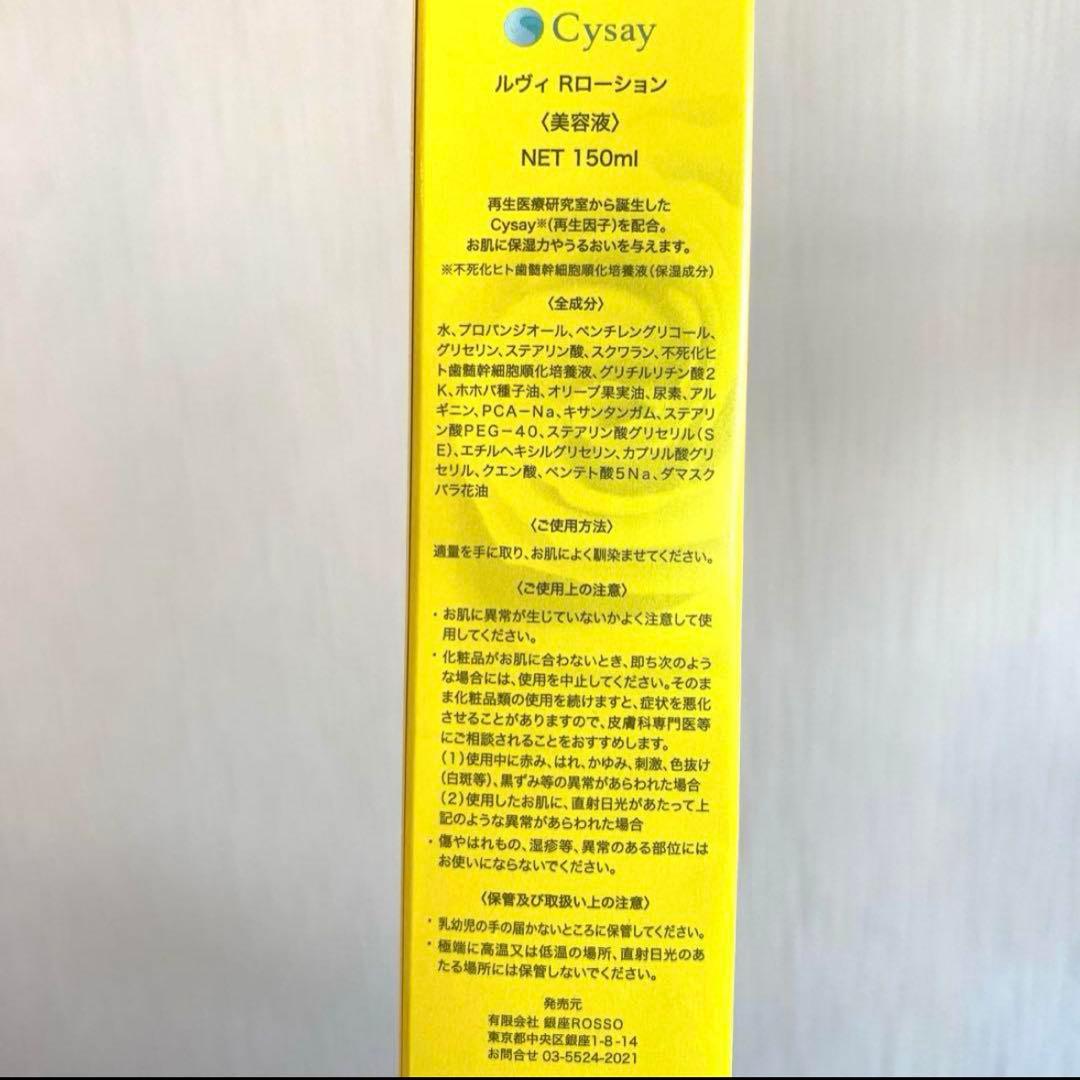 Cysay
ルヴィ Rローション
〈美容液〉
NET 150ml
再生医療研究室から誕生した
Cysay※(再生因子)を配合。
お肌に保湿力やうるおいを与えます。
※不死化ヒト歯髄幹細胞順化培養液(保湿成分)
〈全成分〉
水、プロパンジオール、ペンチレングリコール、
グリセリン、ステアリン酸、スクワラン、不死化ヒ
ト歯髄幹細胞順化培養液、グリチルリチン酸2
K、ホホバ種子油、オリーブ果実油、尿素、アル
ギニン、PCA－Na、キサンタンガム、ステアリ
ン酸PEG－40、ステアリン酸グリセリル(S
E)、エチルヘキシルグリセリン、カプリル酸グリ
セリル、クエン酸、ペンテト酸5Na、ダマスク
バラ花油
〈ご使用方法〉
適量を手に取り、お肌によく馴染ませてください。
〈ご使用上の注意〉
・お肌に異常が生じていないかよく注意して使
用してください。
・化粧品がお肌に合わないとき、即ち次のよう
な場合には、使用を中止してください。そのま
ま化粧品類の使用を続けますと、症状を悪化
させることがありますので、皮膚科専門医等
にご相談されることをおすすめします。
(1)使用中に赤み、はれ、かゆみ、刺激、色抜け
(白斑等)、黒ずみ等の異常があらわれた場合
(2)使用したお肌に、直射日光があたって上
記のような異常があらわれた場合
・傷やはれもの、湿疹等、異常のある部位には
お使いにならないでください。
〈保管及び取扱い上の注意〉
・乳幼児の手の届かないところに保管してください。
・極端に高温又は低温の場所、直射日光のあ
たる場所には保管しないでください。
発売元
有限会社 銀座ROSSO
東京都中央区銀座1-8-14
お問合せ 03-5524-2021